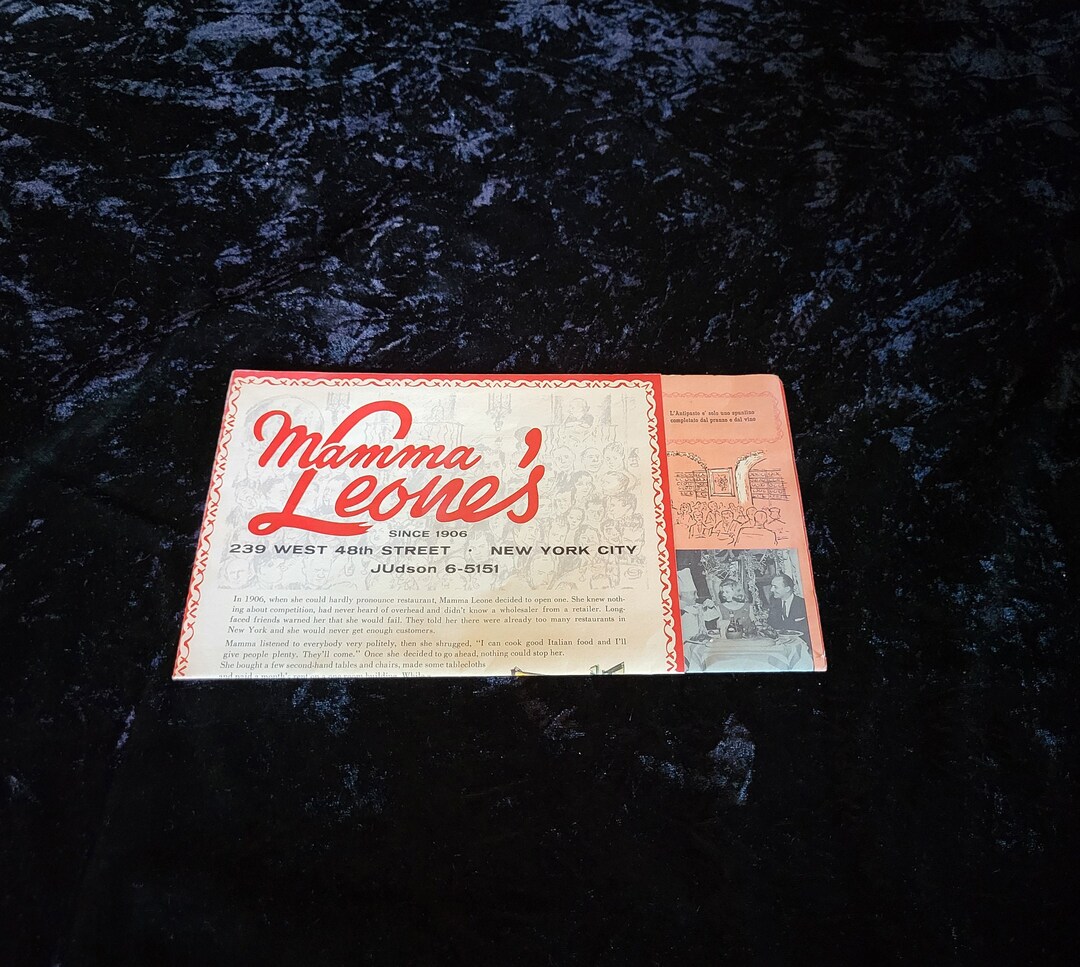 Mamma
Leone's
SINCE 1906
239 WEST 48th STREET · NEW YORK CITY
JUdson 6-5151
In 1906, when she could hardly pronounce restaurant, Mamma Leone decided to open one. She knew noth-
ing about competition, had never heard of overhead and didn't know a wholesaler from a retailer. Long-
faced friends warned her that she would fail. They told her there were already too many restaurants in
New York and she would never get enough customers.
Mamma listened to everybody very politely, then she shrugged, "I can cook good Italian food and I'll
give people plenty. They'll come." Once she decided to go ahead, nothing could stop her.
She bought a few second-hand tables and chairs, made some tablecloths
L'Antipasto e' solo uno spuntino
completato dal pranzo e dal vino